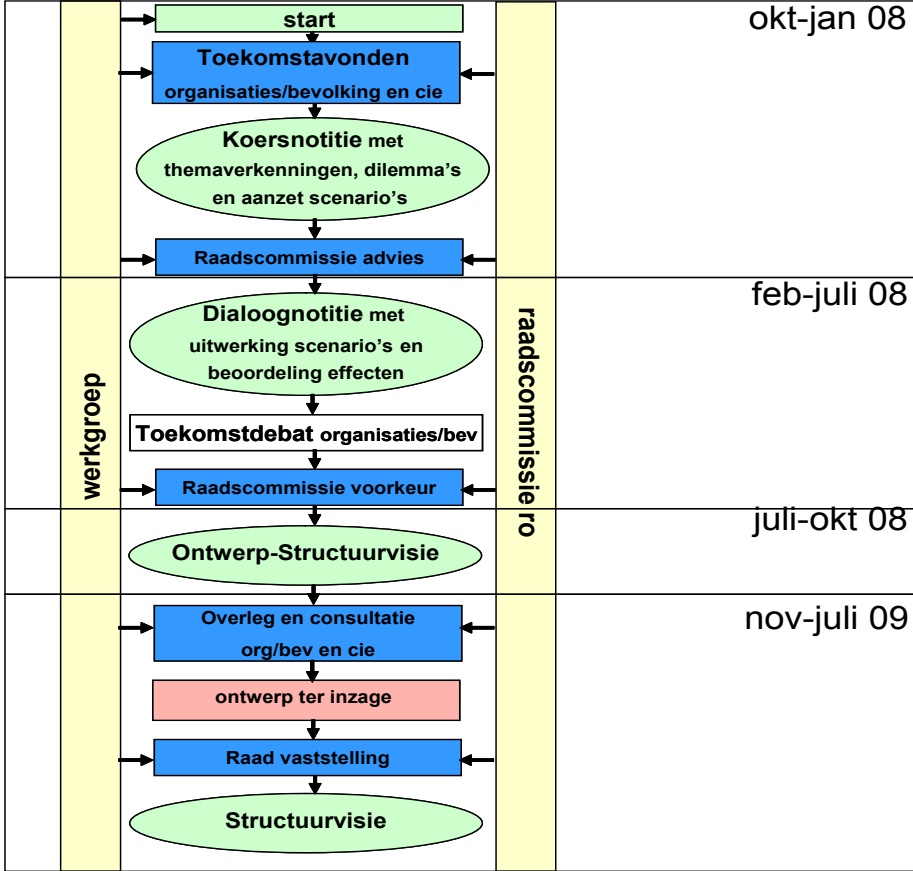 start
okt-jan 08
Toekomstavonden
organisaties/bevolking en cie
Koersnotitie met
themaverkenningen, dilemma's
en aanzet scenario's
Raadscommissie advies
feb-juli 08
Dialoognotitie met
uitwerking scenario's en
beoordeling effecten
werkgroep
raadscommissie ro
Toekomstdebat organisaties/bev
Raadscommissie voorkeur
juli-okt 08
Ontwerp-Structuurvisie
nov-juli 09
Overleg en consultatie
org/bev en cie
ontwerp ter inzage
Raad vaststelling
Structuurvisie